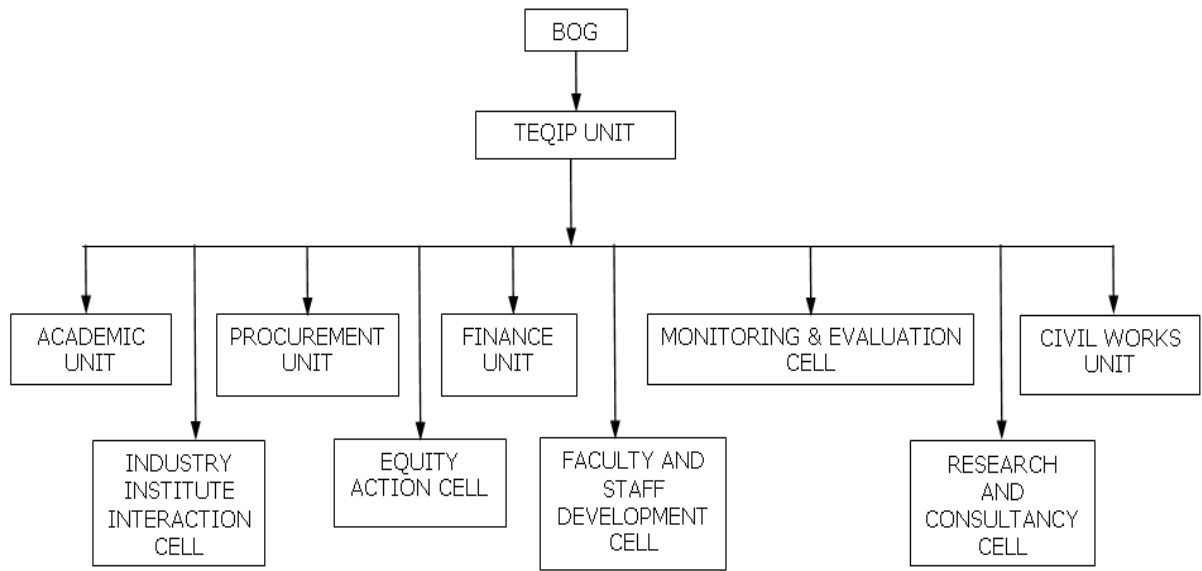 BOG
TEQIP UNIT
ACADEMIC
UNIT
PROCUREMENT
UNIT
FINANCE
UNIT
MONITORING & EVALUATION
CELL
CIVIL WORKS
UNIT
INDUSTRY
INSTITUTE
INTERACTION
CELL
EQUITY
ACTION CELL
FACULTY AND
STAFF
DEVELOPMENT
CELL
RESEARCH
AND
CONSULTANCY
CELL